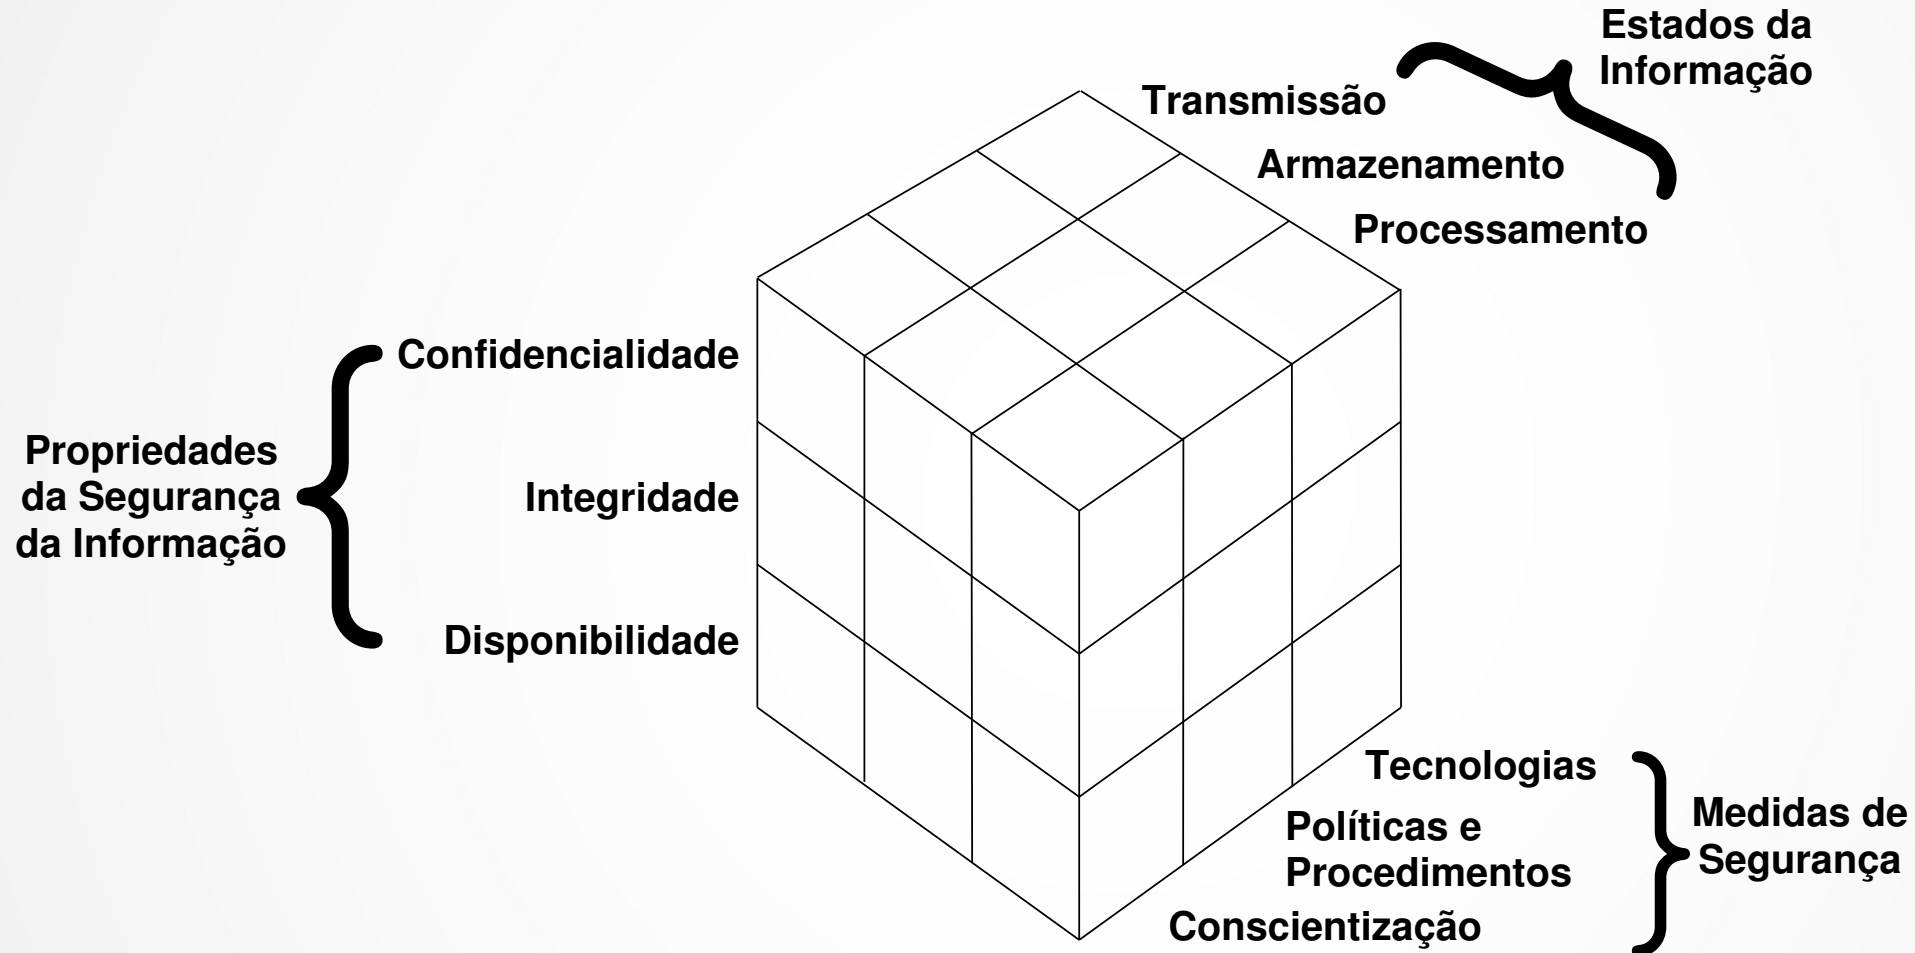 Estados da
Informação
Transmissão
Armazenamento
Processamento
Confidencialidade
Propriedades
da Segurança
da Informação
Integridade
Disponibilidade
Tecnologias
Políticas e
Procedimentos
Conscientização
Medidas de
Segurança